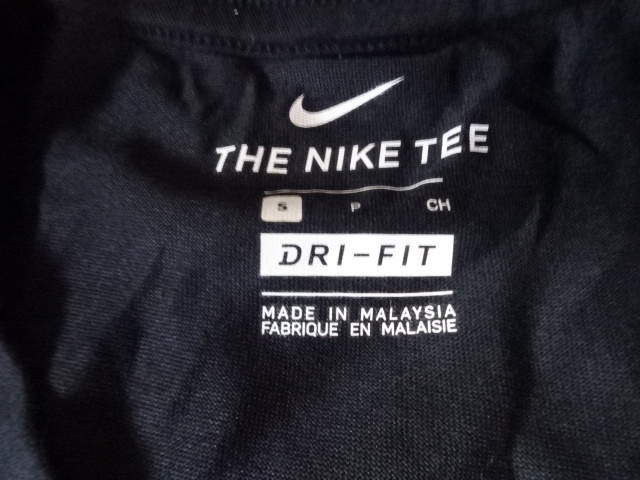 THE NIKE TEE
S P CH
DRI-FIT
MADE IN MALAYSIA
FABRIQUE EN MALAISIE